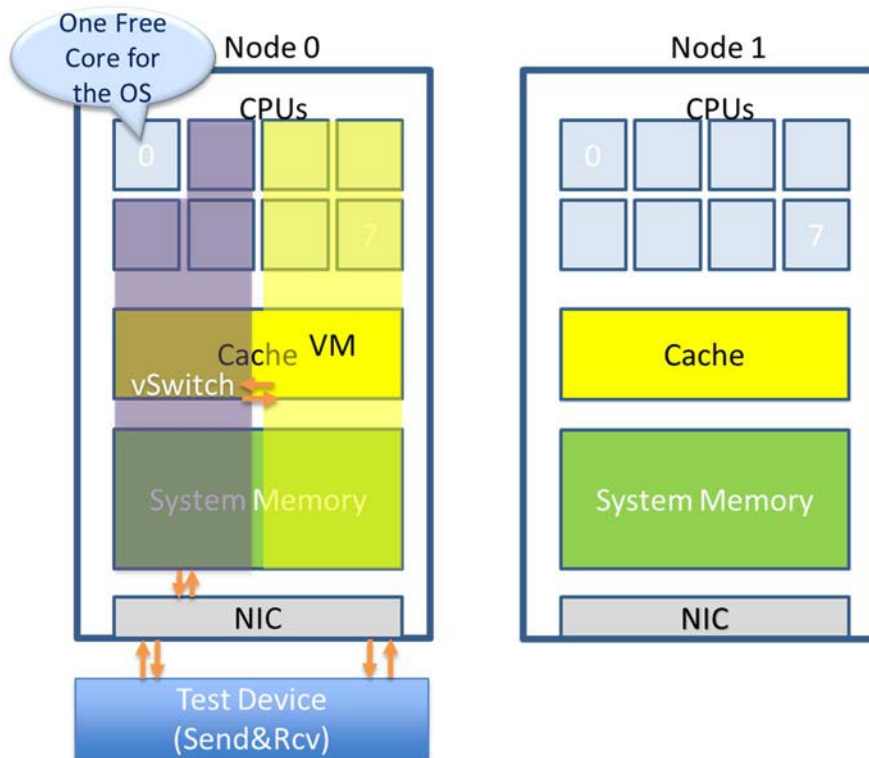 One Free
Core for
the OS
Node 0
CPUs
0
7
Cache
VM
vSwitch
System Memory
NIC
Test Device
(Send&Rcv)
Node 1
CPUs
0
7
Cache
System Memory
NIC